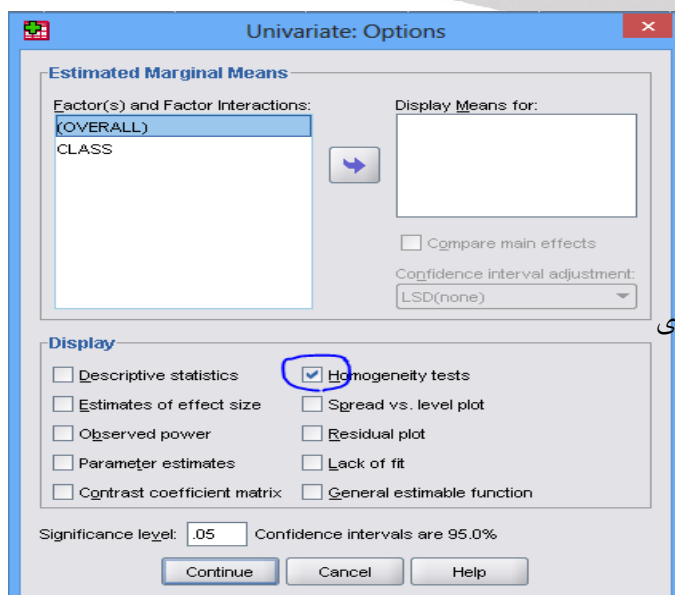 Univariate: Options
Estimated Marginal Means
Factor(s) and Factor Interactions:
(OVERALL)
CLASS
Display Means for:
Compare main effects
Confidence interval adjustment:
LSD(none)
ی
Display
Descriptive statistics
Homogeneity tests
Estimates of effect size
Spread vs. level plot
Observed power
Residual plot
Parameter estimates
Lack of fit
Contrast coefficient matrix
General estimable function
Significance level: .05 Confidence intervals are 95.0%
Continue Cancel Help